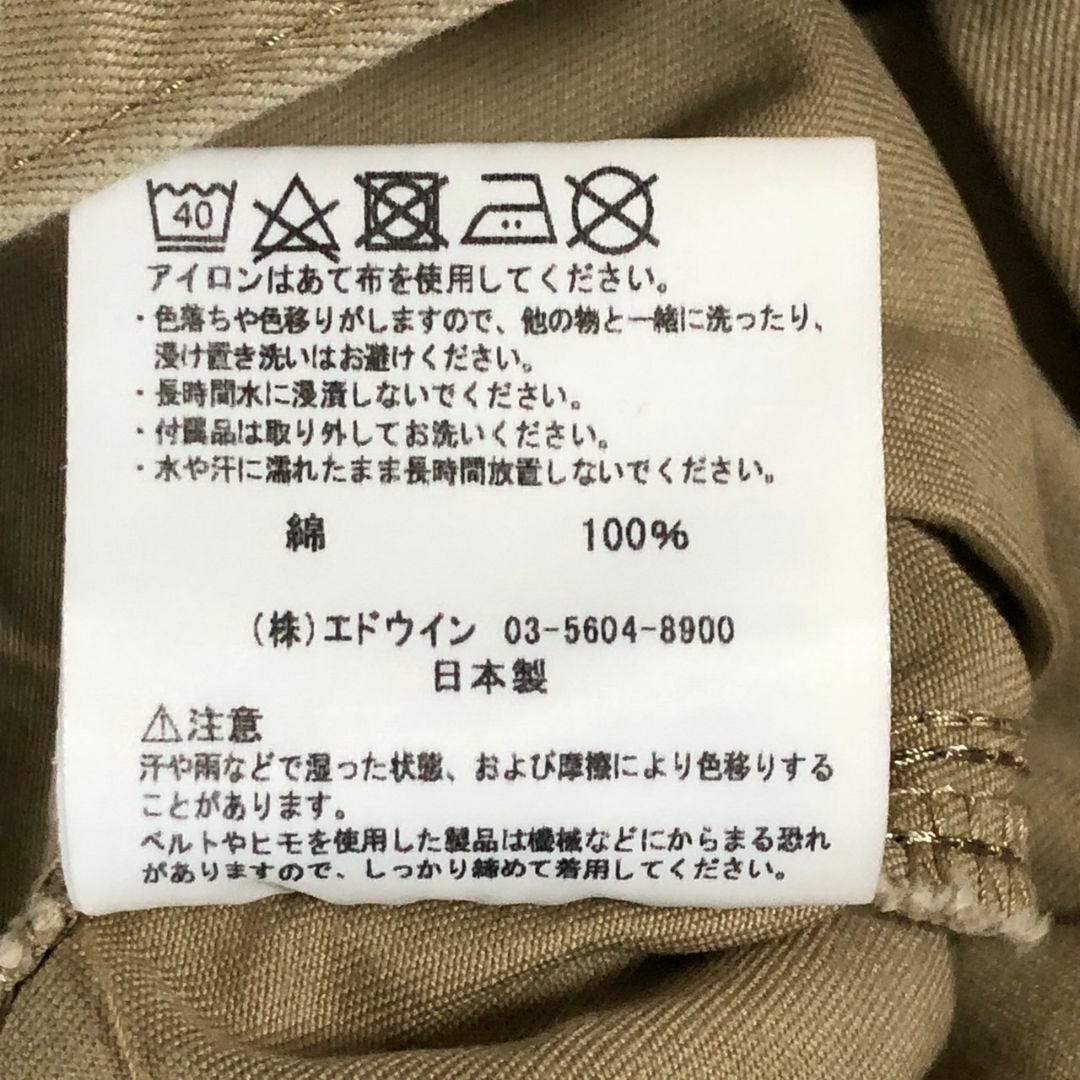 40
アイロンはあて布を使用してください。
・色落ちや色移りがしますので、他の物と一緒に洗ったり、
浸け置き洗いはお避けください。
・長時間水に浸漬しないでください。
・付属品は取り外してお洗いください。
・水や汗に濡れたまま長時間放置しないでください。
綿 100%
(株)エドウイン 03-5604-8900
日本製
⚠注意
汗や雨などで湿った状態、および摩擦により色移りする
ことがあります。
ベルトやヒモを使用した製品は機械などにからまる恐れ
がありますので、しっかり締めて着用してください。